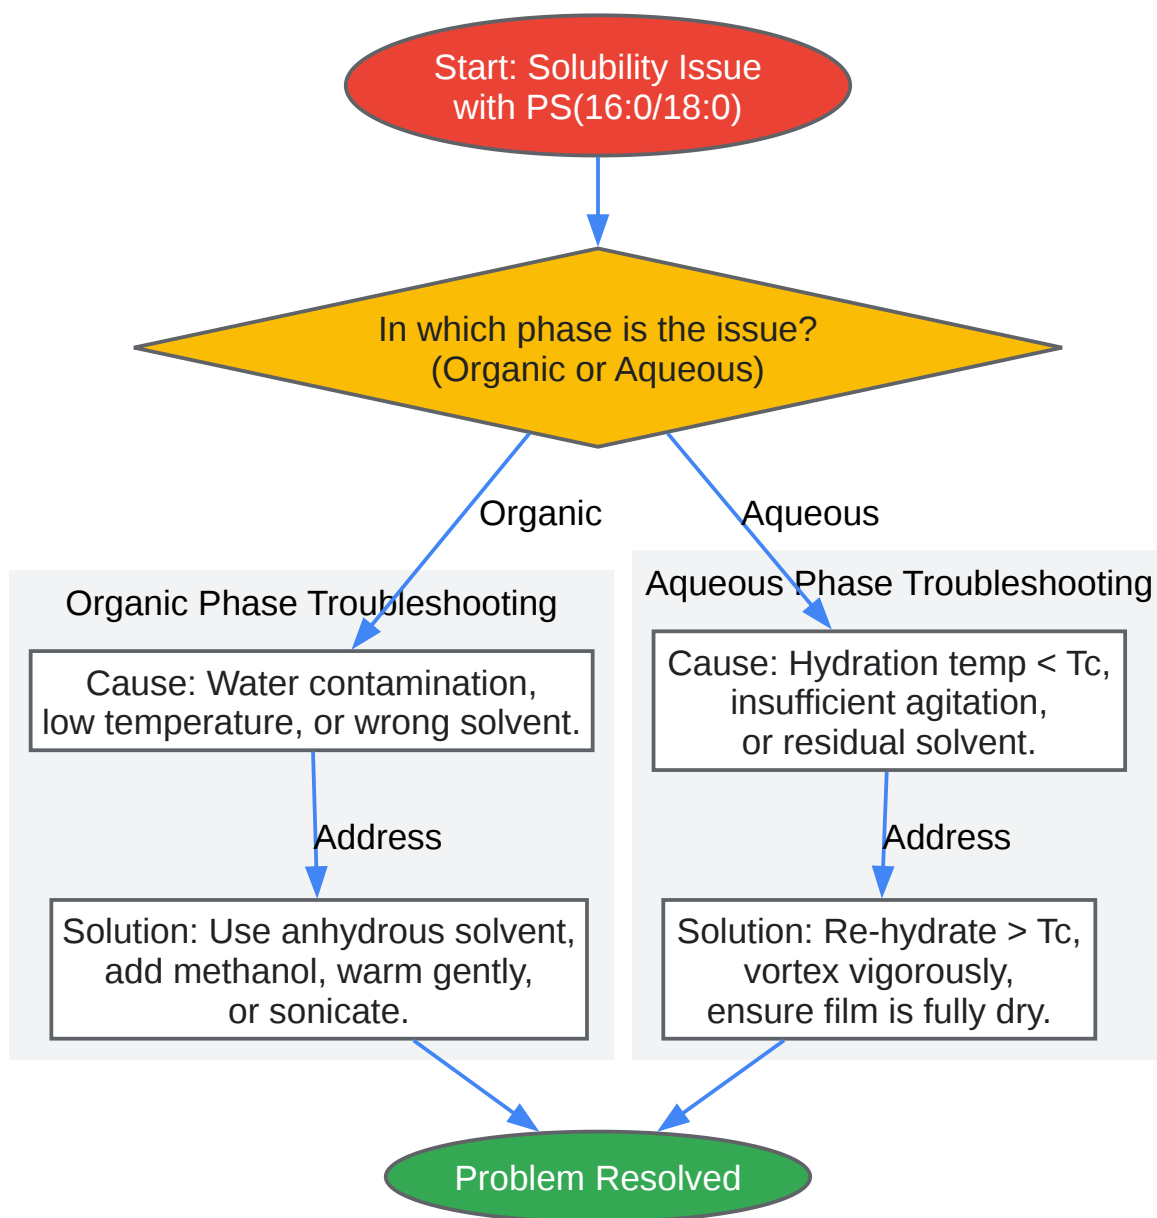 Start: Solubility Issue
with PS(16:0/18:0)
In which phase is the issue?
(Organic or Aqueous)
Organic
Aqueous
Organic Phase Troubleshooting
Cause: Water contamination,
low temperature, or wrong solvent.
Address
Solution: Use anhydrous solvent,
add methanol, warm gently,
or sonicate.
Aqueous Phase Troubleshooting
Cause: Hydration temp < Tc,
insufficient agitation,
or residual solvent.
Address
Solution: Re-hydrate > Tc,
vortex vigorously,
ensure film is fully dry.
Problem Resolved